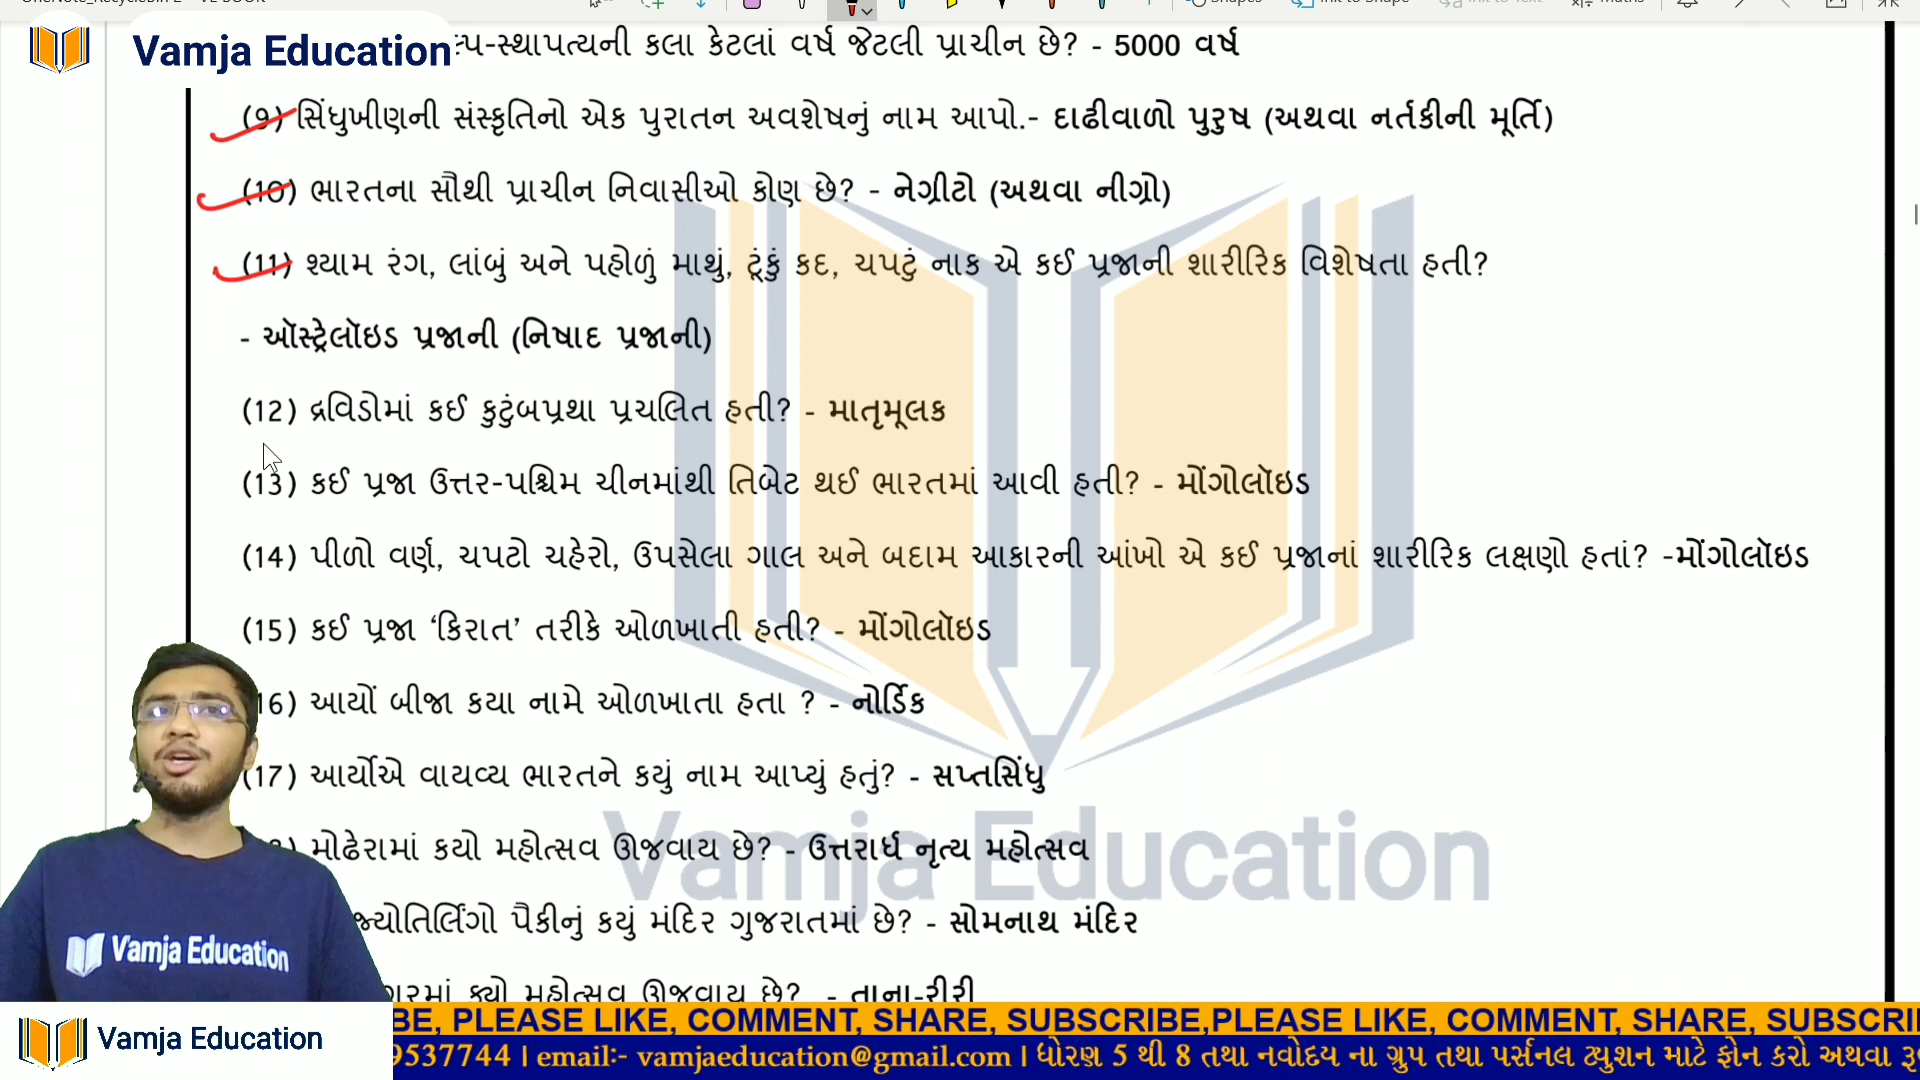 Vamja Education
-સ્થાપત્યની કલા કેટલાં વર્ષ જેટલી પ્રાચીન છે? - 5000 વર્ષ
(9) સિંધુખીણની સંસ્કૃતિનો એક પુરાતન અવશેષનું નામ આપો.- દાઢીવાળો પુરુષ (અથવા નર્તકીની મૂર્તિ)
(10) ભારતના સૌથી પ્રાચીન નિવાસીઓ કોણ છે? - નેગ્રીટો (અથવા નીગ્રો)
(11) શ્યામ રંગ, લાંબું અને પહોળું માથું, ટૂંકું કદ, ચપટું નાક એ કઈ પ્રજાની શારીરિક વિશેષતા હતી?
- ઑસ્ટ્રેલૉઇડ પ્રજાની (નિષાદ પ્રજાની)
(12) દ્રવિડોમાં કઈ કુટુંબપ્રથા પ્રચલિત હતી? - માતૃમૂલક
(13) કઈ પ્રજા ઉત્તર-પશ્ચિમ ચીનમાંથી તિબેટ થઈ ભારતમાં આવી હતી? - મોંગોલૉઇડ
(14) પીળો વર્ણ, ચપટો ચહેરો, ઉપસેલા ગાલ અને બદામ આકારની આંખો એ કઈ પ્રજાનાં શારીરિક લક્ષણો હતાં? -મોંગોલૉઇડ
(15) કઈ પ્રજા ‘કિરાત’ તરીકે ઓળખાતી હતી? - મોંગોલૉઇડ
16) આર્યો બીજા કયા નામે ઓળખાતા હતા ? - નોર્ડિક
(17) આર્યોએ વાયવ્ય ભારતને કયું નામ આપ્યું હતું? - સપ્તસિંધુ
) મોઢેરામાં કયો મહોત્સવ ઊજવાય છે? - ઉત્તરાર્ધ નૃત્ય મહોત્સવ
જ્યોતિર્લિંગો પૈકીનું કયું મંદિર ગુજરાતમાં છે? - સોમનાથ મંદિર
ક્યો મહોત્સવ ઊજવાય છે? - તાના-રીરી
Vamja Education
Vamja Education
Vamja Education
BE, PLEASE LIKE, COMMENT, SHARE, SUBSCRIBE,PLEASE LIKE, COMMENT, SHARE, SUBSCRI
9537744 | email:- vamjaeducation@gmail.com | ધોરણ 5 થી 8 તથા નવોદય ના ગ્રુપ તથા પર્સનલ ટ્યુશન માટે ફોન કરો અથવા